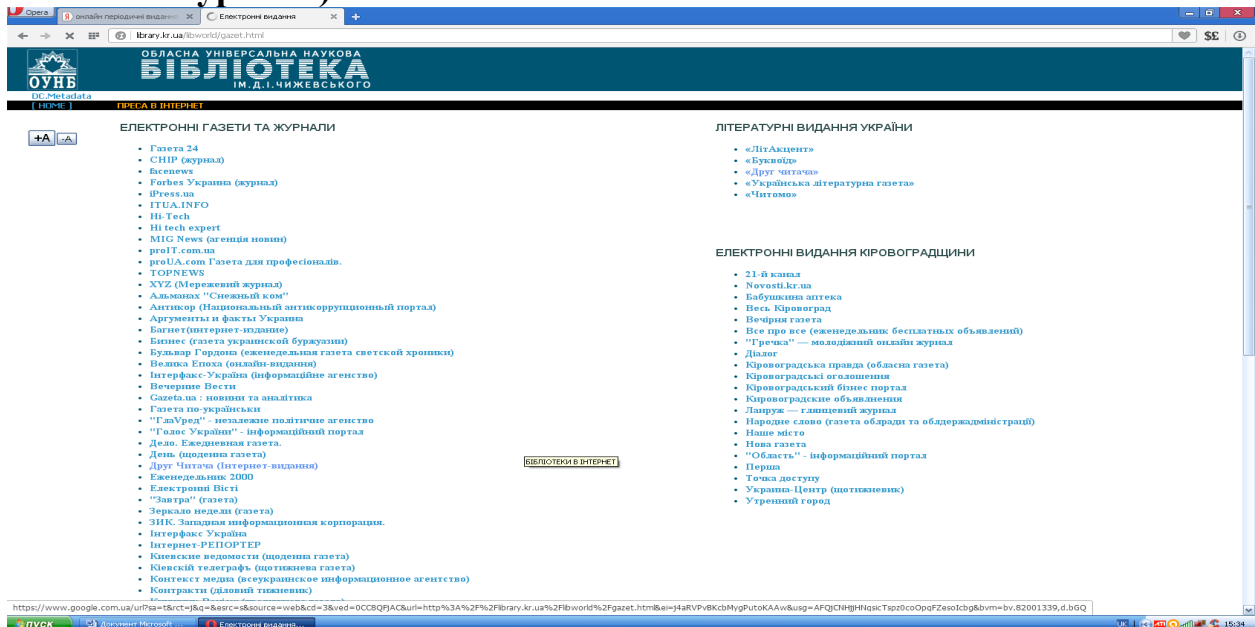 Opera
онлайн періодичні видання
Електронні видання
library.kr.ua/libworld/gazet.html
ОБЛАСНА УНІВЕРСАЛЬНА НАУКОВА
БІБЛІОТЕКА
ІМ.Д.І.ЧИЖЕВСЬКОГО
ОУНБ
DC.Metadata
[ HOME ]
ПРЕСА В ІНТЕРНЕТ
+A
-A
ЕЛЕКТРОННІ ГАЗЕТИ ТА ЖУРНАЛИ
Газета 24
CHIP (журнал)
facenews
Forbes Украина (журнал)
iPress.ua
ITUA.INFO
Hi-Tech
Hi tech expert
MIG News (агенція новин)
proIT.com.ua
proUA.com Газета для професіоналів.
TOPNEWS
XYZ (Мережевий журнал)
Альманах "Снежный ком"
Антикор (Национальный антикоррупционный портал)
Аргументы и факты Украина
Багнет(интернет-издание)
Бизнес (газета украинской буржуазии)
Бульвар Гордона (еженедельная газета светской хроники)
Велика Епоха (онлайн-видання)
Інтерфакс-Україна (інформаційне агенство)
Вечерние Вести
Gazeta.ua : новини та аналітика
Газета по-українськи
"ГлаVред" - незалежне політичне агенство
"Голос України" - інформаційний портал
Дело. Ежедневная газета.
День (щоденна газета)
Друг Читача (Інтернет-видання)
Еженедельник 2000
Електронні Вісті
"Завтра" (газета)
Зеркало недели (газета)
ЗИК. Западная информационная корпорация.
Інтерфакс Україна
Інтернет-РЕПОРТЕР
Киевские ведомости (щоденна газета)
Кіевскій телеграфъ (щотижнева газета)
Контекст медиа (всеукраинское информационное агентство)
Контракти (діловий тижневик)
ЛІТЕРАТУРНІ ВИДАННЯ УКРАЇНИ
«ЛітАкцент»
«Буквоїд»
«Друг читача»
«Українська літературна газета»
«Читомо»
ЕЛЕКТРОННІ ВИДАННЯ КІРОВОГРАДЩИНИ
21-й канал
Novosti.kr.ua
Бабушкина аптека
Весь Кировоград
Вечірня газета
Все про все (еженедельник бесплатных объявлений)
"Гречка" — молодіжний онлайн журнал
Діалог
Кіровоградська правда (обласна газета)
Кіровоградські оголошення
Кіровоградський бізнес портал
Кировоградские объявлнения
Ланруж — глянцевий журнал
Народне слово (газета облради та облдержадміністрації)
Наше місто
Нова газета
"Область" - інформаційний портал
Перша
Точка доступу
Украина-Центр (щотижневик)
Утренний город
БІБЛІОТЕКИ В ІНТЕРНЕТ
пуск
Документ Microsoft ...
Електронні видання...
UK
15:34